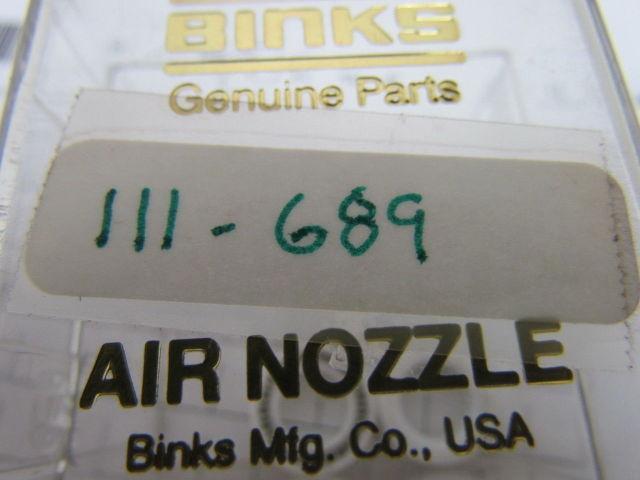 BINKS
Genuine Parts
111-689
AIR NOZZLE
Binks Mfg. Co., USA